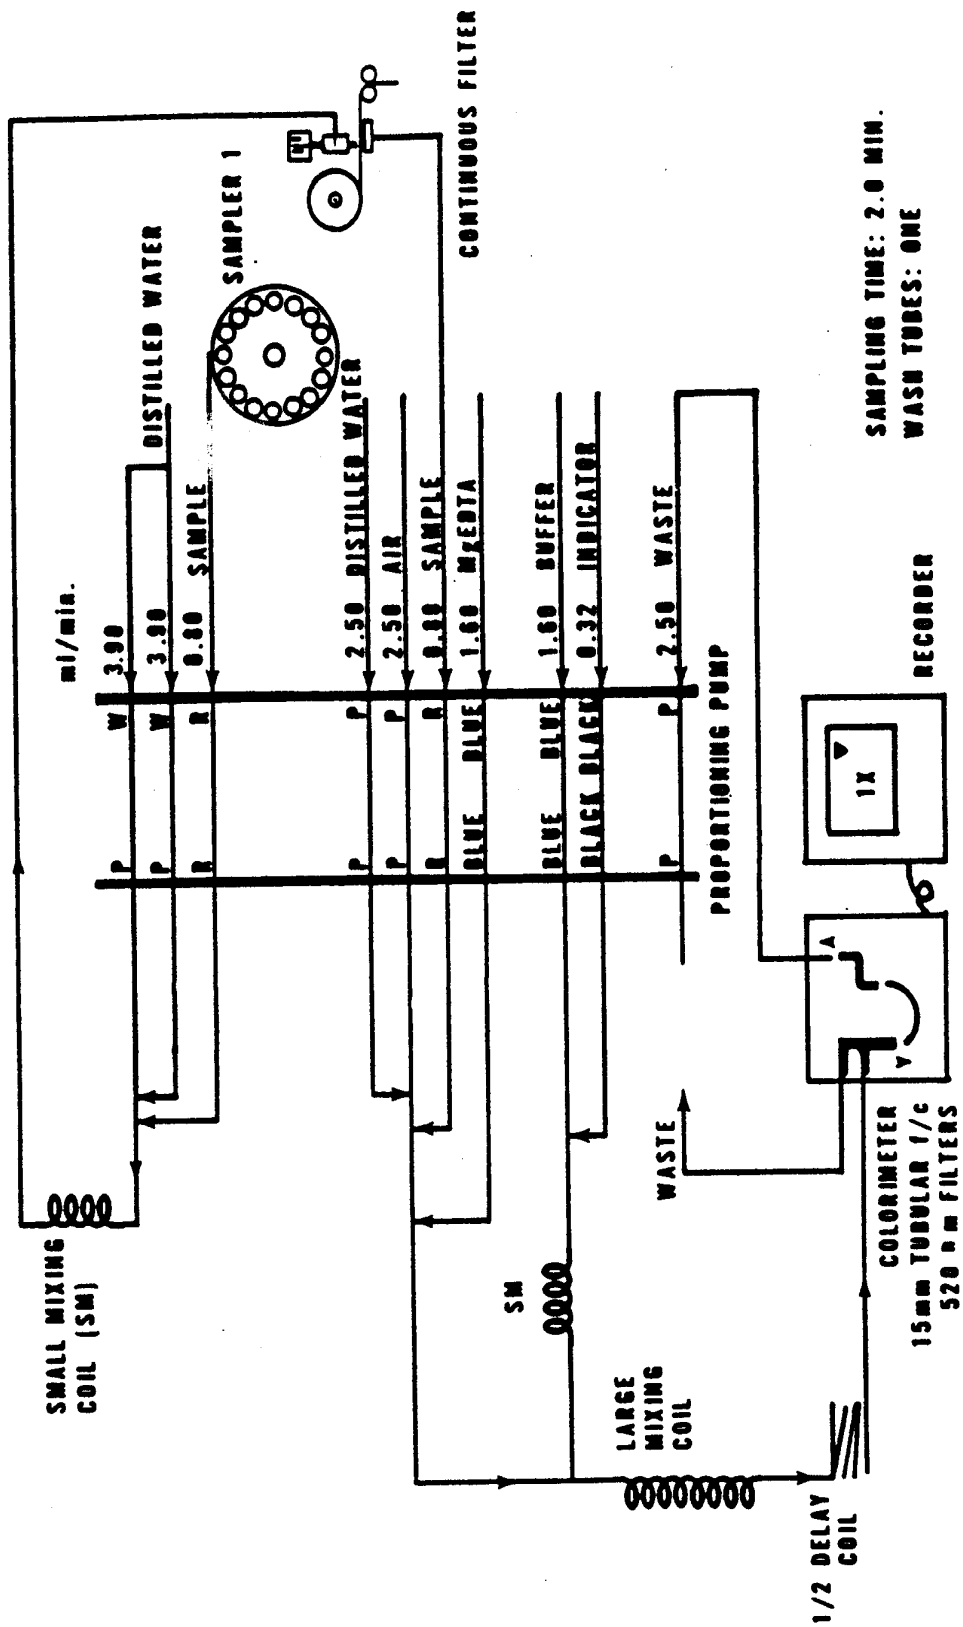 SMALL MIXING
COIL (SM)
ml/min.
P W 3.90
P W 3.90
DISTILLED WATER
R R 0.80 SAMPLE
SAMPLER 1
P P 2.50 DISTILLED WATER
P P 2.50 AIR
R R 0.80 SAMPLE
CONTINUOUS FILTER
BLUE BLUE 1.60 MgEDTA
SM
BLUE BLUE 1.60 BUFFER
BLACK BLACK 0.32 INDICATOR
LARGE
MIXING
COIL
WASTE
P P 2.50 WASTE
PROPORTIONING PUMP
1/2 DELAY
COIL
A
V
1X
COLORIMETER
15mm TUBULAR f/c
520 nm FILTERS
RECORDER
SAMPLING TIME: 2.0 MIN.
WASH TUBES: ONE